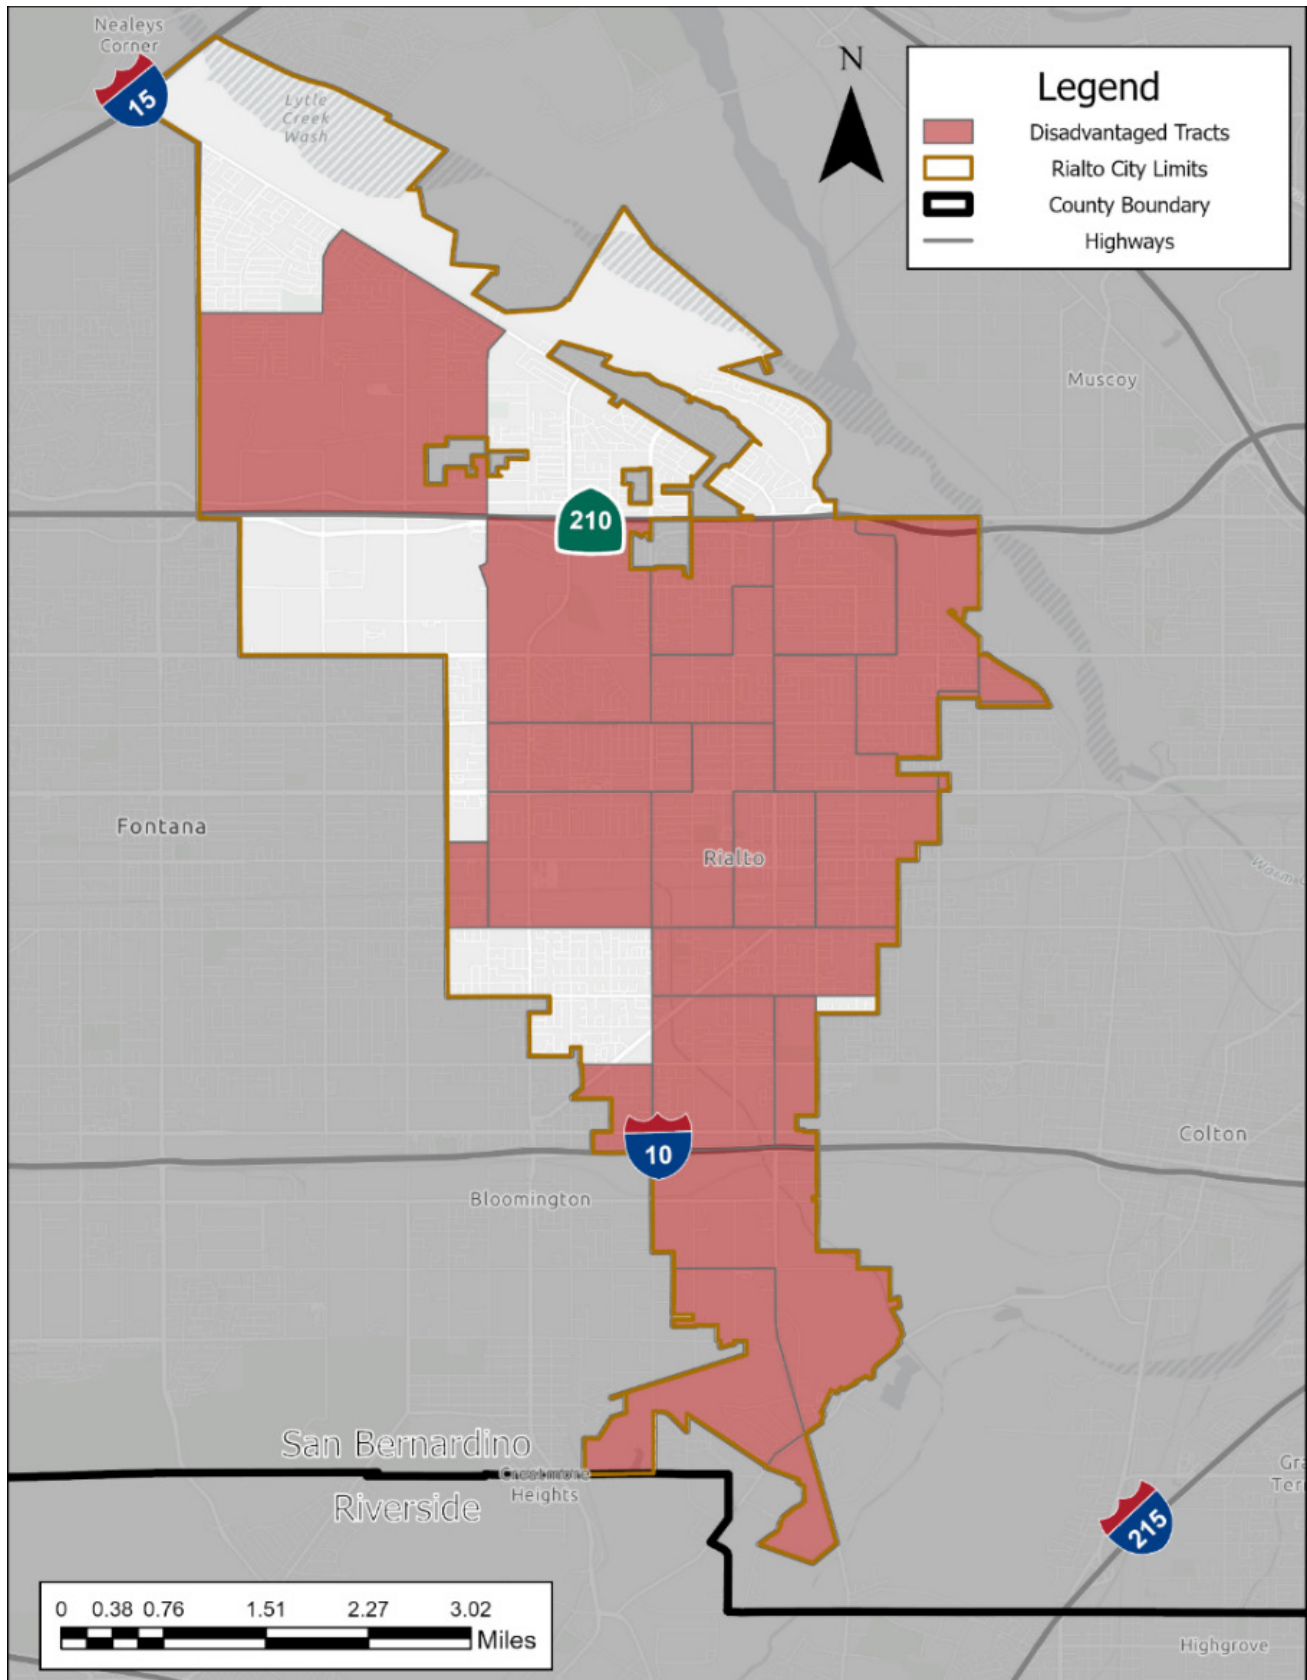 Nealeys
Corner
15
Lytle
Creek
Wash
N
Legend
Disadvantaged Tracts
Rialto City Limits
County Boundary
Highways
Muscoy
210
Fontana
Rialto
Colton
10
Bloomington
San Bernardino
Crestmore
Heights
Riverside
215
0 0.38 0.76 1.51 2.27 3.02
Miles
Highgrove